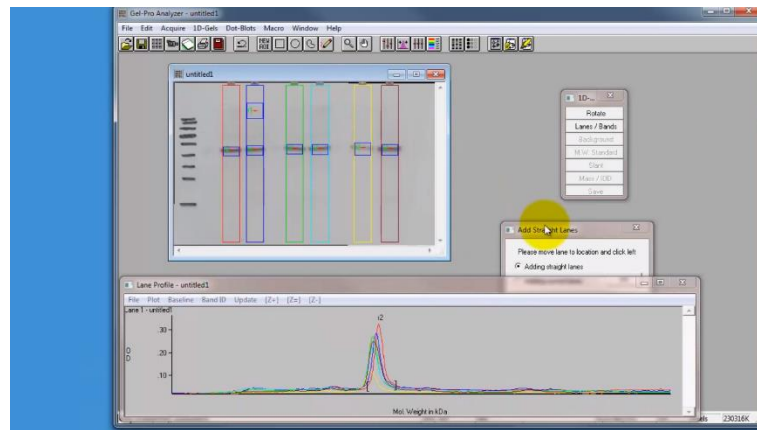 Gel-Pro Analyzer - untitled1
File Edit Acquire 1D-Gels Dot-Blots Macro Window Help
untitled1
1D-...
Rotate
Lanes / Bands
Background
M.W. Standard
Start
Mass / IOD
Save
Add Straight Lanes
Please move lane to location and click left
Adding straight lanes
Lane Profile - untitled1
File Plot Baseline Band ID Update [Z+] [Z=] [Z-]
Lane 1 - untitled1
.30
.20
.10
O
D
r2
Mol. Weight in kDa
230316K